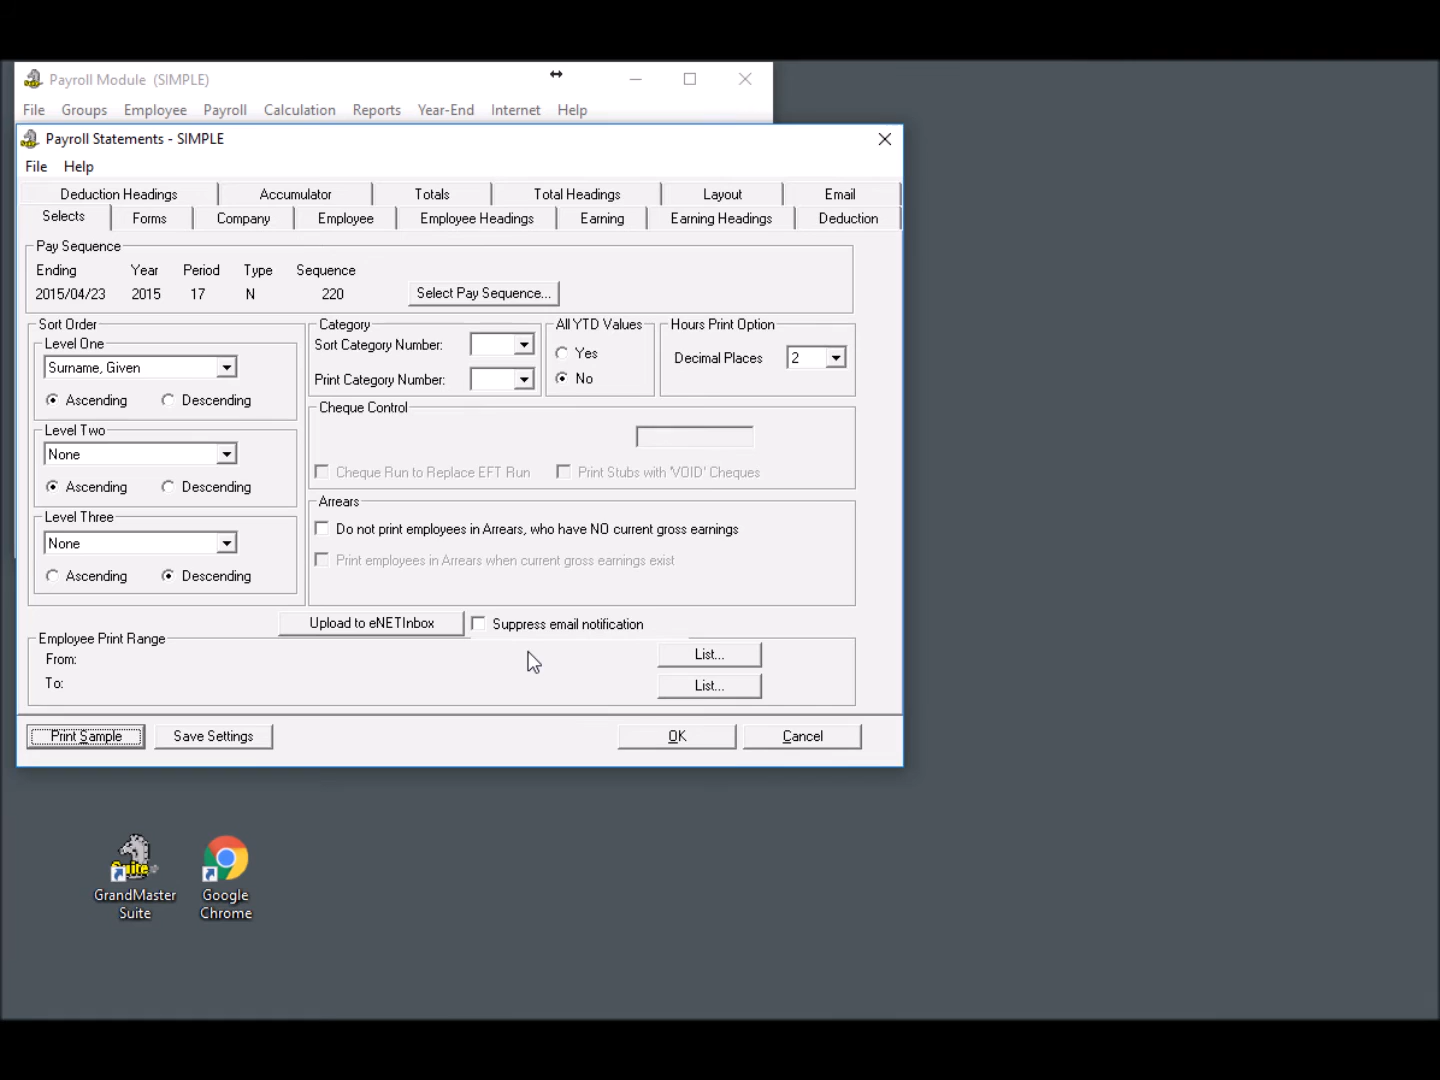 Payroll Module (SIMPLE)
File Groups Employee Payroll Calculation Reports Year-End Internet Help
Payroll Statements - SIMPLE
File Help
Deduction Headings Accumulator Totals Total Headings Layout Email
Selects Forms Company Employee Employee Headings Earning Earning Headings Deduction
Pay Sequence
Ending Year Period Type Sequence
2015/04/23 2015 17 N 220 Select Pay Sequence...
Sort Order
Level One
Surname, Given
Ascending Descending
Level Two
None
Ascending Descending
Level Three
None
Ascending Descending
Category
Sort Category Number:
Print Category Number:
All YTD Values
Yes
No
Hours Print Option
Decimal Places 2
Cheque Control
Cheque Run to Replace EFT Run Print Stubs with 'VOID' Cheques
Arrears
Do not print employees in Arrears, who have NO current gross earnings
Print employees in Arrears when current gross earnings exist
Upload to eNETInbox Suppress email notification
Employee Print Range
From: List...
To: List...
Print Sample Save Settings OK Cancel
Suite
GrandMaster
Suite
Google
Chrome